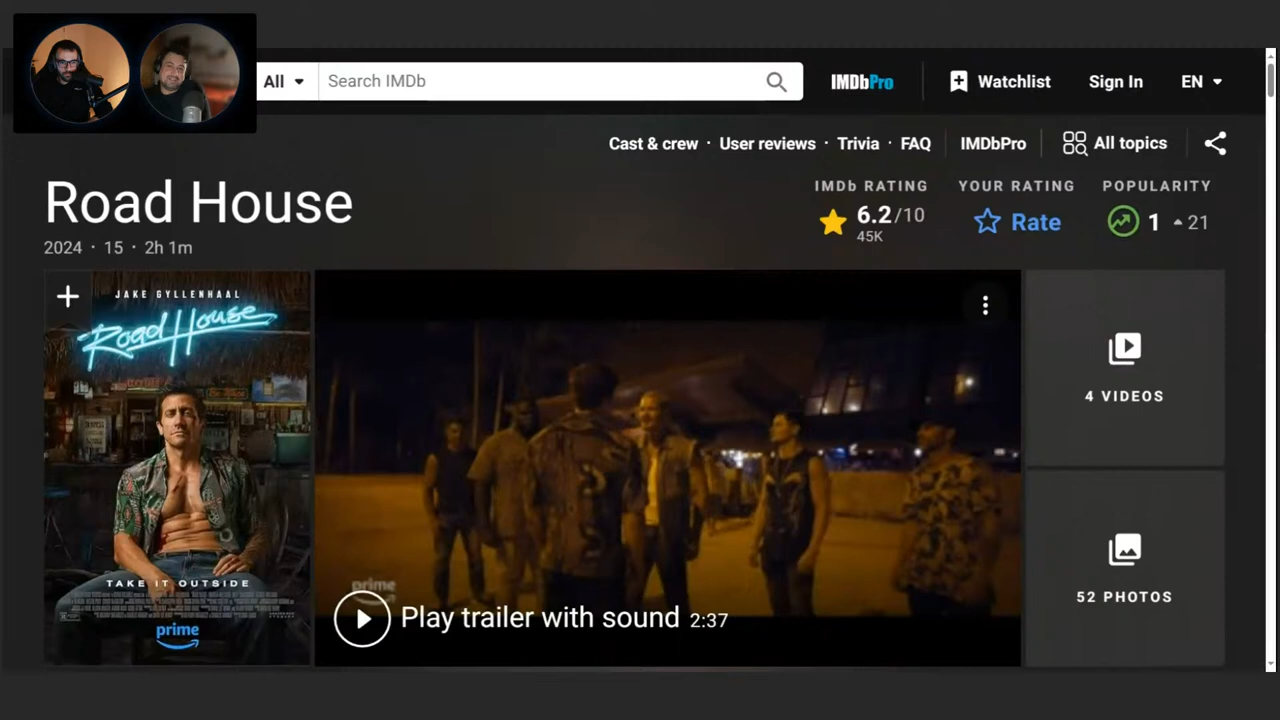 All
Search IMDb
IMDbPro
Watchlist
Sign In
EN
Cast & crew · User reviews · Trivia · FAQ
IMDbPro
All topics
Road House
2024 · 15 · 2h 1m
IMDb RATING
6.2/10
45K
YOUR RATING
Rate
POPULARITY
1
21
JAKE GYLLENHAAL
Road House
TAKE IT OUTSIDE
prime
prime
Play trailer with sound 2:37
4 VIDEOS
52 PHOTOS